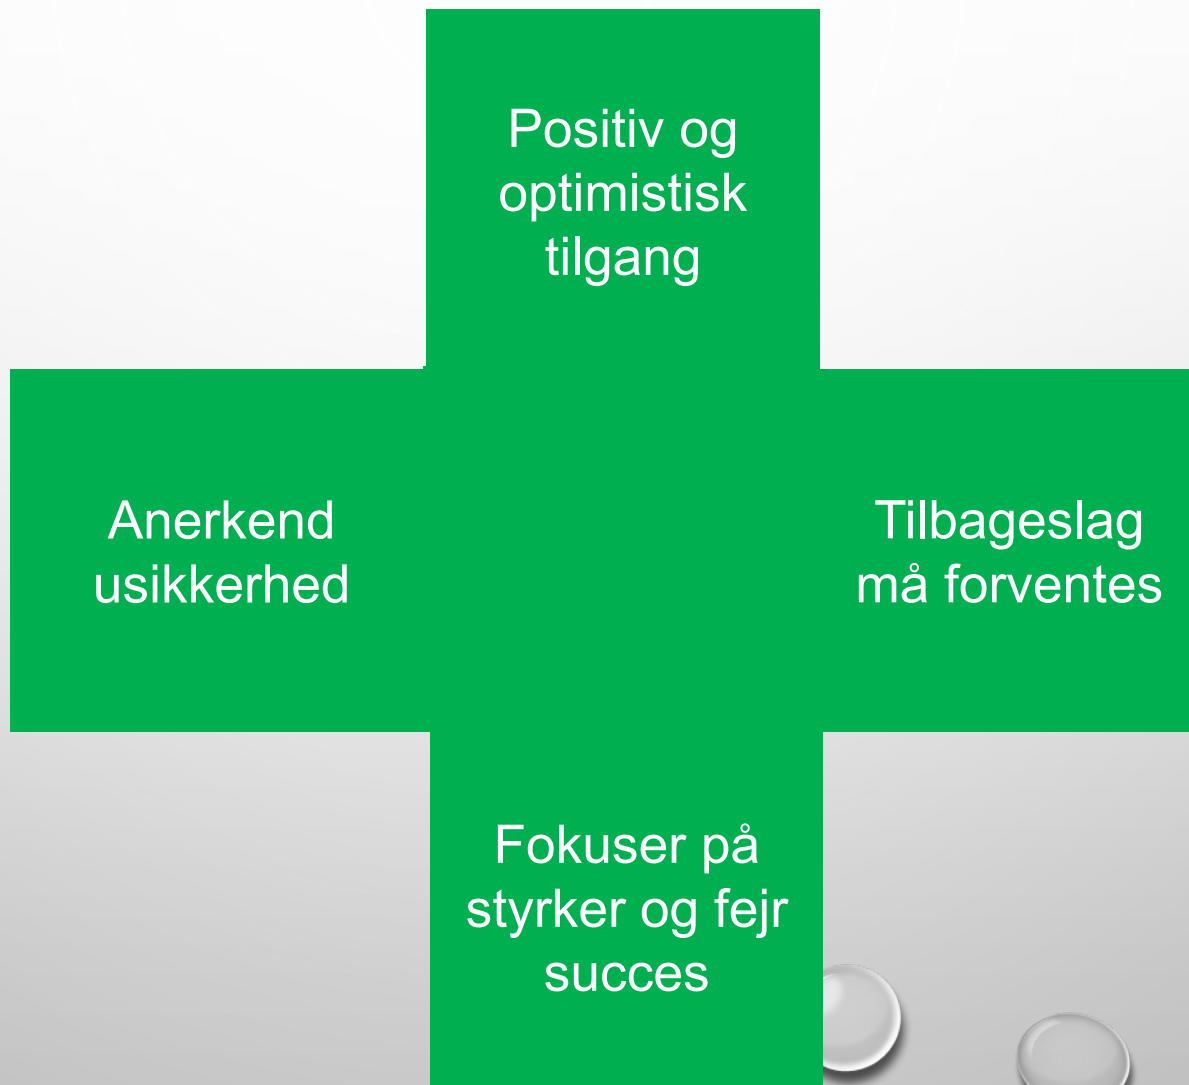 Positiv og
optimistisk
tilgang
Anerkend
usikkerhed
Tilbageslag
må forventes
Fokuser på
styrker og fejr
succes